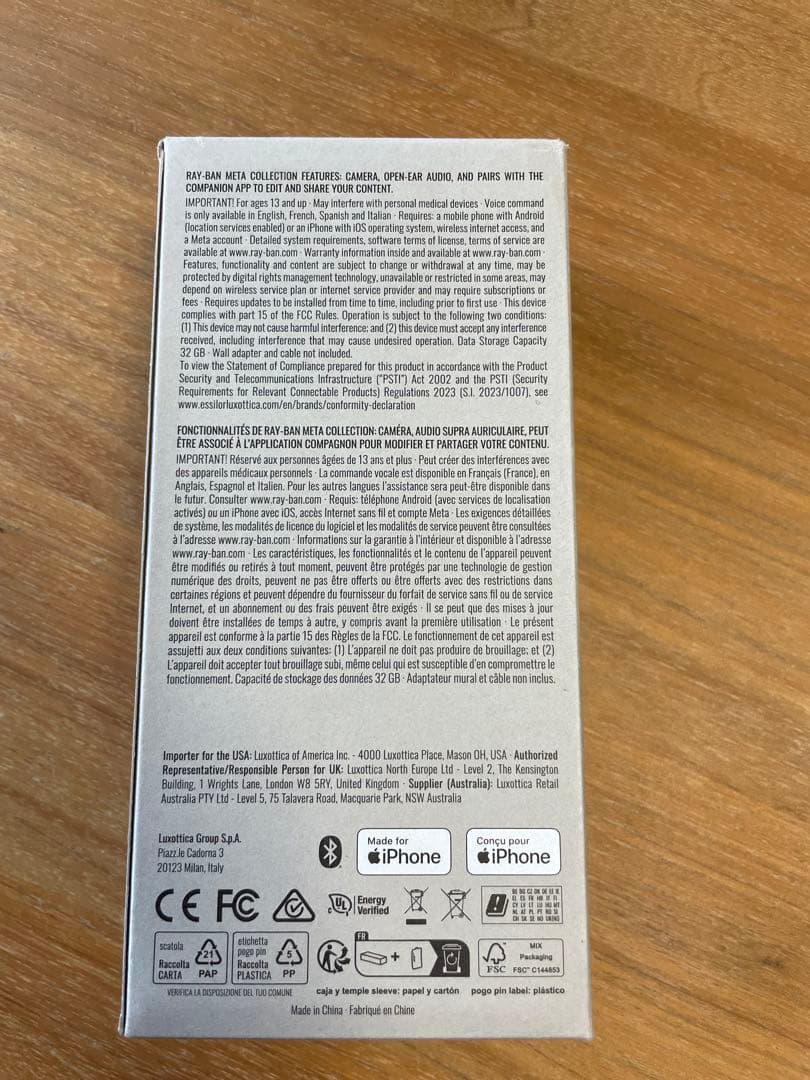 RAY-BAN META COLLECTION FEATURES: CAMERA, OPEN-EAR AUDIO, AND PAIRS WITH THE
COMPANION APP TO EDIT AND SHARE YOUR CONTENT.
IMPORTANT! For ages 13 and up · May interfere with personal medical devices · Voice command
is only available in English, French, Spanish and Italian · Requires: a mobile phone with Android
(location services enabled) or an iPhone with iOS operating system, wireless internet access, and
a Meta account · Detailed system requirements, software terms of license, terms of service are
available at www.ray-ban.com · Warranty information inside and available at www.ray-ban.com ·
Features, functionality and content are subject to change or withdrawal at any time, may be
protected by digital rights management technology, unavailable or restricted in some areas, may
depend on wireless service plan or internet service provider and may require subscriptions or
fees · Requires updates to be installed from time to time, including prior to first use · This device
complies with part 15 of the FCC Rules. Operation is subject to the following two conditions:
(1) This device may not cause harmful interference; and (2) this device must accept any interference
received, including interference that may cause undesired operation. Data Storage Capacity
32 GB · Wall adapter and cable not included.
To view the Statement of Compliance prepared for this product in accordance with the Product
Security and Telecommunications Infrastructure ("PSTI") Act 2002 and the PSTI (Security
Requirements for Relevant Connectable Products) Regulations 2023 (S.I. 2023/1007), see
www.essilorluxottica.com/en/brands/conformity-declaration
FONCTIONNALITÉS DE RAY-BAN META COLLECTION: CAMÉRA, AUDIO SUPRA AURICULAIRE, PEUT
ÊTRE ASSOCIÉ À L'APPLICATION COMPAGNON POUR MODIFIER ET PARTAGER VOTRE CONTENU.
IMPORTANT! Réservé aux personnes âgées de 13 ans et plus · Peut créer des interférences avec
des appareils médicaux personnels · La commande vocale est disponible en Français (France), en
Anglais, Espagnol et Italien. Pour les autres langues l'assistance sera peut-être disponible dans
le futur. Consulter www.ray-ban.com · Requis: téléphone Android (avec services de localisation
activés) ou un iPhone avec iOS, accès Internet sans fil et compte Meta · Les exigences détaillées
de système, les modalités de licence du logiciel et les modalités de service peuvent être consultées
à l'adresse www.ray-ban.com · Informations sur la garantie à l'intérieur et disponible à l'adresse
www.ray-ban.com · Les caractéristiques, les fonctionnalités et le contenu de l'appareil peuvent
être modifiés ou retirés à tout moment, peuvent être protégés par une technologie de gestion
numérique des droits, peuvent ne pas être offerts ou être offerts avec des restrictions dans
certaines régions et peuvent dépendre du fournisseur du forfait de service sans fil ou de service
Internet, et un abonnement ou des frais peuvent être exigés · Il se peut que des mises à jour
doivent être installées de temps à autre, y compris avant la première utilisation · Le présent
appareil est conforme à la partie 15 des Règles de la FCC. Le fonctionnement de cet appareil est
assujetti aux deux conditions suivantes: (1) L'appareil ne doit pas produire de brouillage; et (2)
L'appareil doit accepter tout brouillage subi, même celui qui est susceptible d'en compromettre le
fonctionnement. Capacité de stockage des données 32 GB · Adaptateur mural et câble non inclus.
Importer for the USA: Luxottica of America Inc. - 4000 Luxottica Place, Mason OH, USA · Authorized
Representative/Responsible Person for UK: Luxottica North Europe Ltd - Level 2, The Kensington
Building, 1 Wrights Lane, London W8 5RY, United Kingdom · Supplier (Australia): Luxottica Retail
Australia PTY Ltd - Level 5, 75 Talavera Road, Macquarie Park, NSW Australia
Luxottica Group S.p.A.
Piazz.le Cadorna 3
20123 Milan, Italy
Made for
iPhone
Conçu pour
iPhone
CE FC
c UL
Energy
Verified
scatola
Raccolta
CARTA
21
PAP
etichetta
pogo pin
Raccolta
PLASTICA
5
PP
FR
+
FSC
MIX
Packaging
FSC™ C144853
VERIFICA LA DISPOSIZIONE DEL TUO COMUNE
caja y temple sleeve: papel y cartón
pogo pin label: plástico
Made in China · Fabriqué en Chine